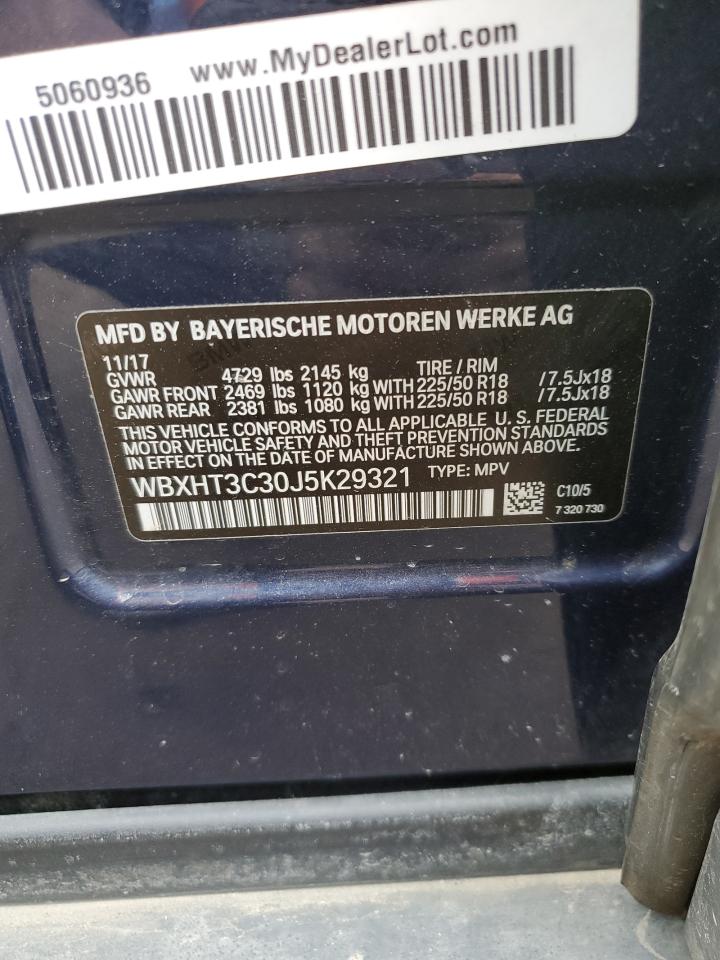 5060936 www.MyDealerLot.com
MFD BY BAYERISCHE MOTOREN WERKE AG
11/17 TIRE / RIM
GVWR 4729 lbs 2145 kg
GAWR FRONT 2469 lbs 1120 kg WITH 225/50 R18 /7.5Jx18
GAWR REAR 2381 lbs 1080 kg WITH 225/50 R18 /7.5Jx18
THIS VEHICLE CONFORMS TO ALL APPLICABLE U. S. FEDERAL
MOTOR VEHICLE SAFETY AND THEFT PREVENTION STANDARDS
IN EFFECT ON THE DATE OF MANUFACTURE SHOWN ABOVE.
WBXHT3C30J5K29321 TYPE: MPV
C10/5
7 320 730